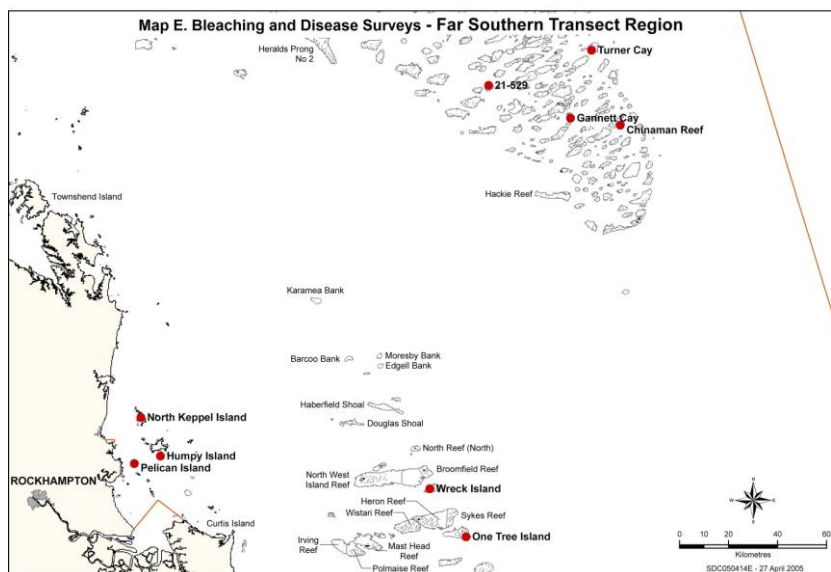 Map E. Bleaching and Disease Surveys - Far Southern Transect Region
Heralds Prong
No 2
Turner Cay
21-529
Gannett Cay
Chinaman Reef
Townshend Island
Hackie Reef
Karamea Bank
Barcoo Bank
Moresby Bank
Edgell Bank
Haberfield Shoal
Douglas Shoal
North Keppel Island
North Reef (North)
Humpy Island
Pelican Island
North West
Island Reef
Broomfield Reef
ROCKHAMPTON
Wreck Island
Heron Reef
Wistari Reef
Sykes Reef
Curtis Island
One Tree Island
Irving
Reef
Mast Head
Reef
Polmaise Reef
N
W
E
S
0 10 20 30 40 50 60
Kilometres
SDC050414E - 27 April 2005